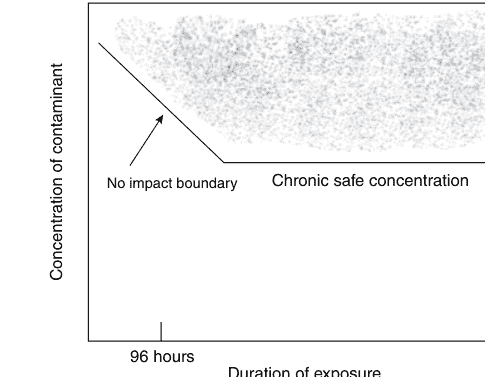 Concentration of contaminant
No impact boundary
Chronic safe concentration
96 hours
Duration of exposure